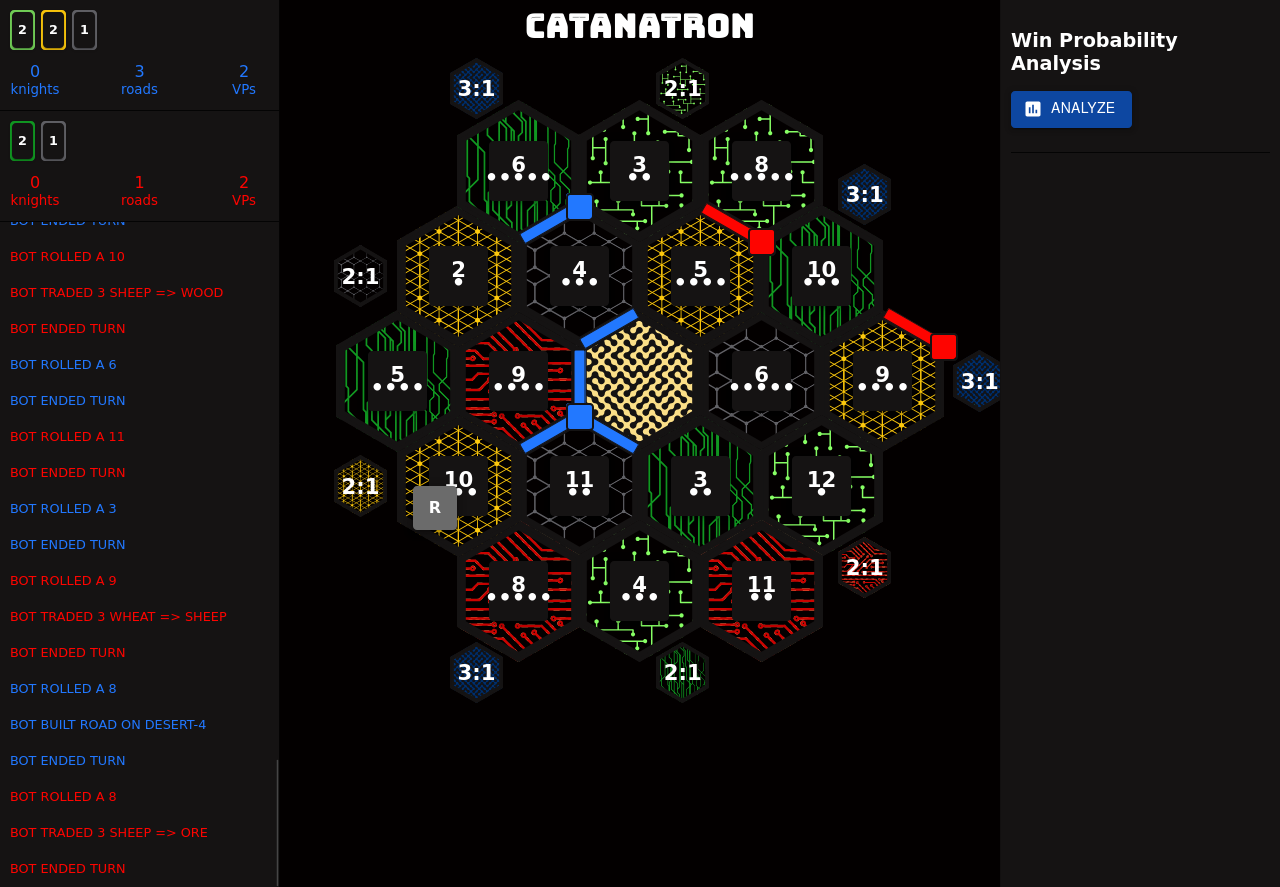 2 2 1
0 3 2
knights roads VPs
2 1
0 1 2
knights roads VPs
BOT ENDED TURN
BOT ROLLED A 10
BOT TRADED 3 SHEEP => WOOD
BOT ENDED TURN
BOT ROLLED A 6
BOT ENDED TURN
BOT ROLLED A 11
BOT ENDED TURN
BOT ROLLED A 3
BOT ENDED TURN
BOT ROLLED A 9
BOT TRADED 3 WHEAT => SHEEP
BOT ENDED TURN
BOT ROLLED A 8
BOT BUILT ROAD ON DESERT-4
BOT ENDED TURN
BOT ROLLED A 8
BOT TRADED 3 SHEEP => ORE
BOT ENDED TURN
CATANATRON
3:1 2:1
6 3 8
3:1
2:1 2 4 5 10
5 9 6 9 3:1
2:1 10 11 3 12
R
8 4 11 2:1
3:1 2:1
Win Probability
Analysis
ANALYZE